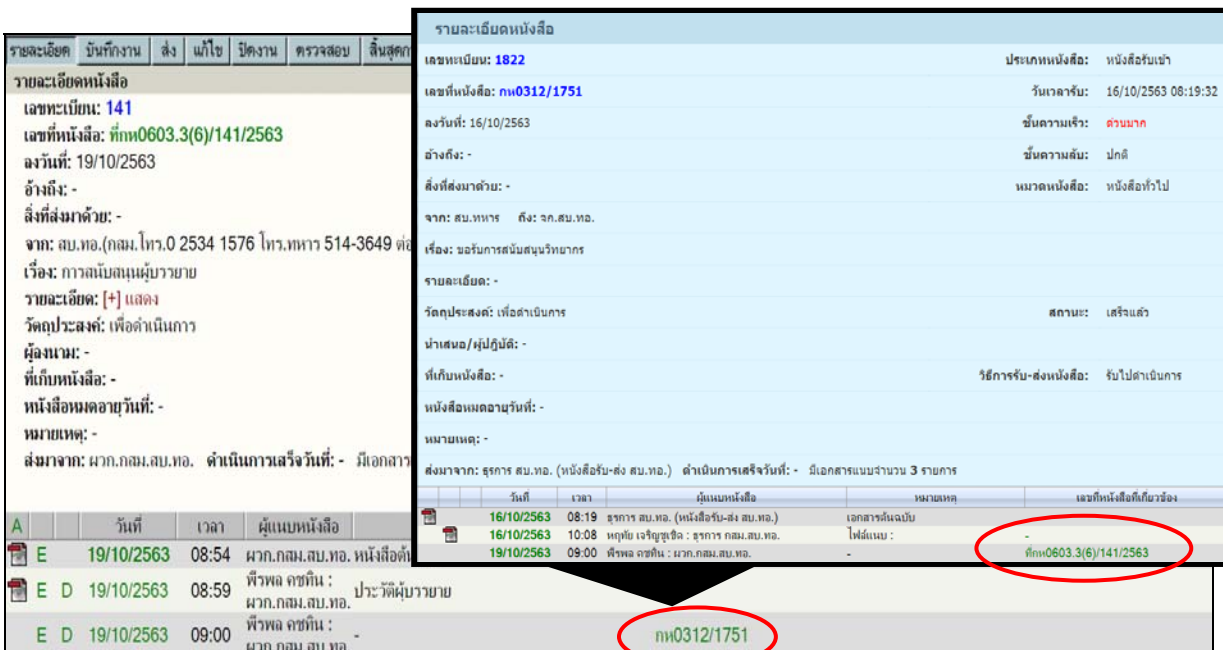 รายละเอียด บันทึกงาน ส่ง แก้ไข ปิดงาน ตรวจสอบ
รายละเอียดหนังสือ
เลขทะเบียน: 141
เลขที่หนังสือ: ที่กห0603.3(6)/141/2563
ลงวันที่: 19/10/2563
อ้างถึง: -
สิ่งที่ส่งมาด้วย: -
จาก: สบ.ทอ.(กสม.โทร.0 2534 1576 โทร.ทหาร 514-3649 ต่อ
เรื่อง: การสนับสนุนผู้บรรยาย
รายละเอียด: [+] แสดง
วัตถุประสงค์: เพื่อดำเนินการ
ผู้ลงนาม: -
ที่เก็บหนังสือ: -
หนังสือหมดอายุวันที่: -
หมายเหตุ: -
ส่งมาจาก: ผวก.กสม.สบ.ทอ. ดำเนินการเสร็จวันที่: - มีเอกสาร
A วันที่ เวลา ผู้แนบหนังสือ
E 19/10/2563 08:54 ผวก.กสม.สบ.ทอ. หนังสือต้น
E D 19/10/2563 08:59 พีรพล คชทิน : ผวก.กสม.สบ.ทอ. ประวัติผู้บรรยาย
E D 19/10/2563 09:00 พีรพล คชทิน : ผวก.กสม.สบ.ทอ. - กห0312/1751
รายละเอียดหนังสือ
เลขทะเบียน: 1822 ประเภทหนังสือ: หนังสือรับเข้า
เลขที่หนังสือ: กห0312/1751 วันเวลารับ: 16/10/2563 08:19:32
ลงวันที่: 16/10/2563 ชั้นความเร็ว: ด่วนมาก
อ้างถึง: - ชั้นความลับ: ปกติ
สิ่งที่ส่งมาด้วย: - หมวดหนังสือ: หนังสือทั่วไป
จาก: สบ.ทหาร ถึง: จก.สบ.ทอ.
เรื่อง: ขอรับการสนับสนุนวิทยากร
รายละเอียด: -
วัตถุประสงค์: เพื่อดำเนินการ สถานะ: เสร็จแล้ว
นำเสนอ/ผู้ปฏิบัติ: -
ที่เก็บหนังสือ: - วิธีการรับ-ส่งหนังสือ: รับไปดำเนินการ
หนังสือหมดอายุวันที่: -
หมายเหตุ: -
ส่งมาจาก: ธุรการ สบ.ทอ. (หนังสือรับ-ส่ง สบ.ทอ.) ดำเนินการเสร็จวันที่: - มีเอกสารแนบจำนวน 3 รายการ
วันที่ เวลา ผู้แนบหนังสือ หมายเหตุ เลขที่หนังสือที่เกี่ยวข้อง
16/10/2563 08:19 ธุรการ สบ.ทอ. (หนังสือรับ-ส่ง สบ.ทอ.) เอกสารต้นฉบับ
16/10/2563 10:08 หฤทัย เจริญชูเชิด : ธุรการ กสม.สบ.ทอ. ไฟล์แนบ : -
19/10/2563 09:00 พีรพล คชทิน : ผวก.กสม.สบ.ทอ. - ที่กห0603.3(6)/141/2563